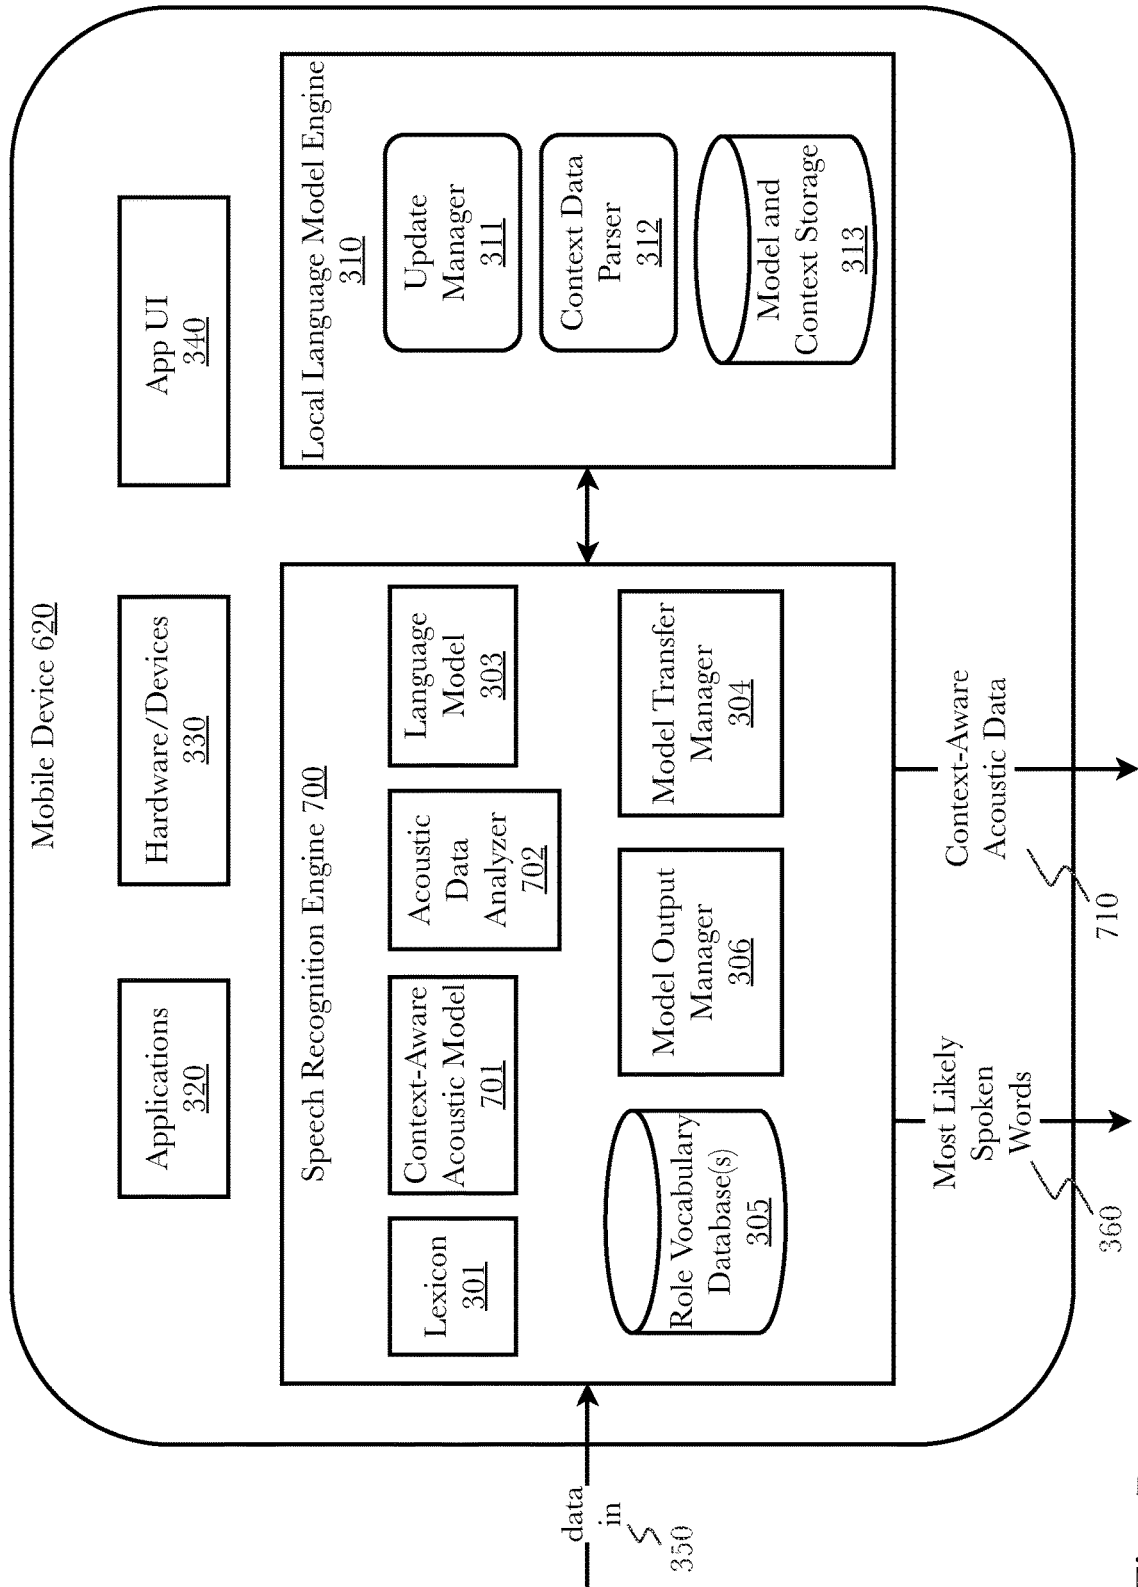 Mobile Device 620
Applications
320
Hardware/Devices
330
App UI
340
Speech Recognition Engine 700
Lexicon
301
Context-Aware
Acoustic Model
701
Acoustic
Data
Analyzer
702
Language
Model
303
Role Vocabulary
Database(s)
305
Model Output
Manager
306
Model Transfer
Manager
304
Local Language Model Engine
310
Update
Manager
311
Context Data
Parser
312
Model and
Context Storage
313
data
in
350
Most Likely
Spoken
Words
360
Context-Aware
Acoustic Data
710